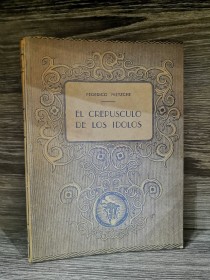 FEDERICO NIETZSCHE
EL CREPUSCULO
DE LOS IDOLOS